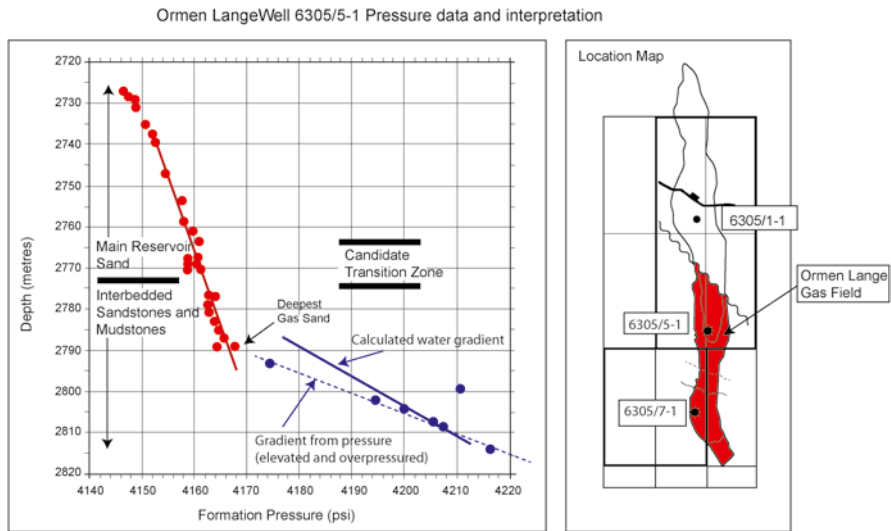 Ormen LangeWell 6305/5-1 Pressure data and interpretation
2720
2730
2740
2750
2760
2770
2780
2790
2800
2810
2820
Depth (metres)
4140
4150
4160
4170
4180
4190
4200
4210
4220
Formation Pressure (psi)
Main Reservoir
Sand
Interbedded
Sandstones and
Mudstones
Candidate
Transition Zone
Deepest
Gas Sand
Calculated water gradient
Gradient from pressure
(elevated and overpressured)
Location Map
6305/1-1
Ormen Lange
Gas Field
6305/5-1
6305/7-1